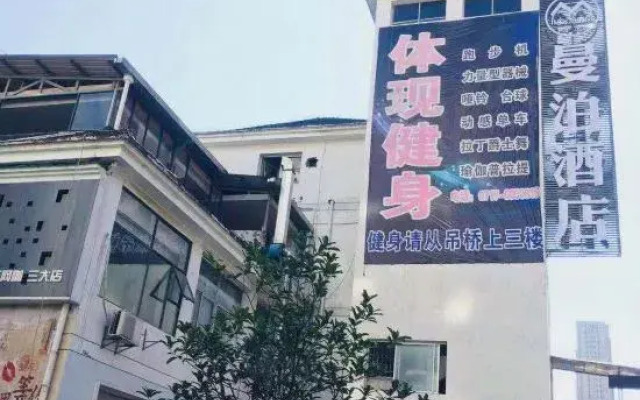 体现健身
跑步机
力量型器械
哑铃 台球
动感单车
拉丁爵士舞
瑜伽普拉提
健身请从吊桥上三楼
曼泊酒店
三大店